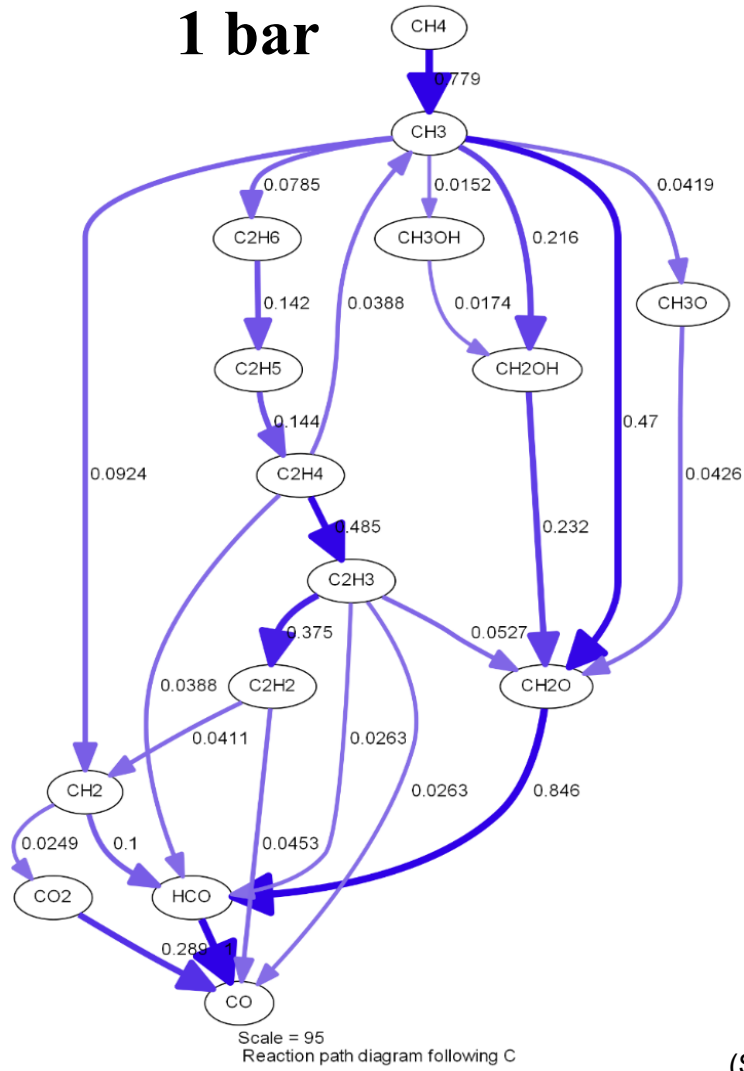 1 bar
CH4
0.779
CH3
0.0785
0.0152
0.0419
C2H6
CH3OH
0.216
CH3O
0.142
0.0388
0.0174
C2H5
CH2OH
0.144
0.47
0.0924
C2H4
0.0426
0.485
0.232
C2H3
0.375
0.0527
C2H2
CH2O
0.0388
0.0411
0.0263
0.0263
CH2
0.846
0.0249
0.1
0.0453
CO2
HCO
0.289
1
CO
Scale = 95
Reaction path diagram following C
(S